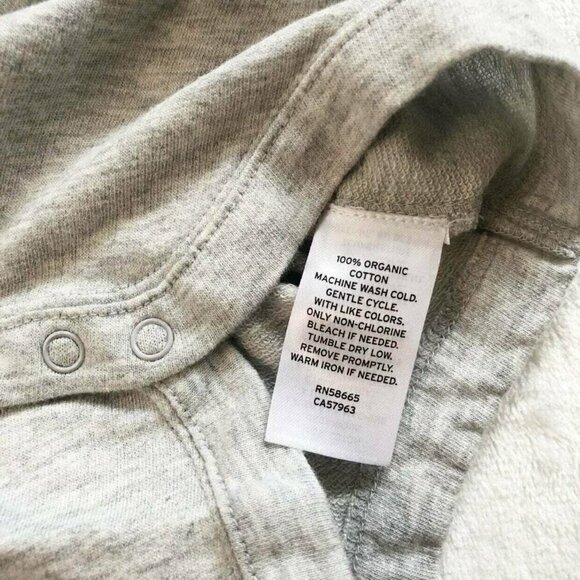 100% ORGANIC
COTTON
MACHINE WASH COLD.
GENTLE CYCLE.
WITH LIKE COLORS.
ONLY NON-CHLORINE
BLEACH IF NEEDED.
TUMBLE DRY LOW.
REMOVE PROMPTLY.
WARM IRON IF NEEDED.
RN58665
CA57963